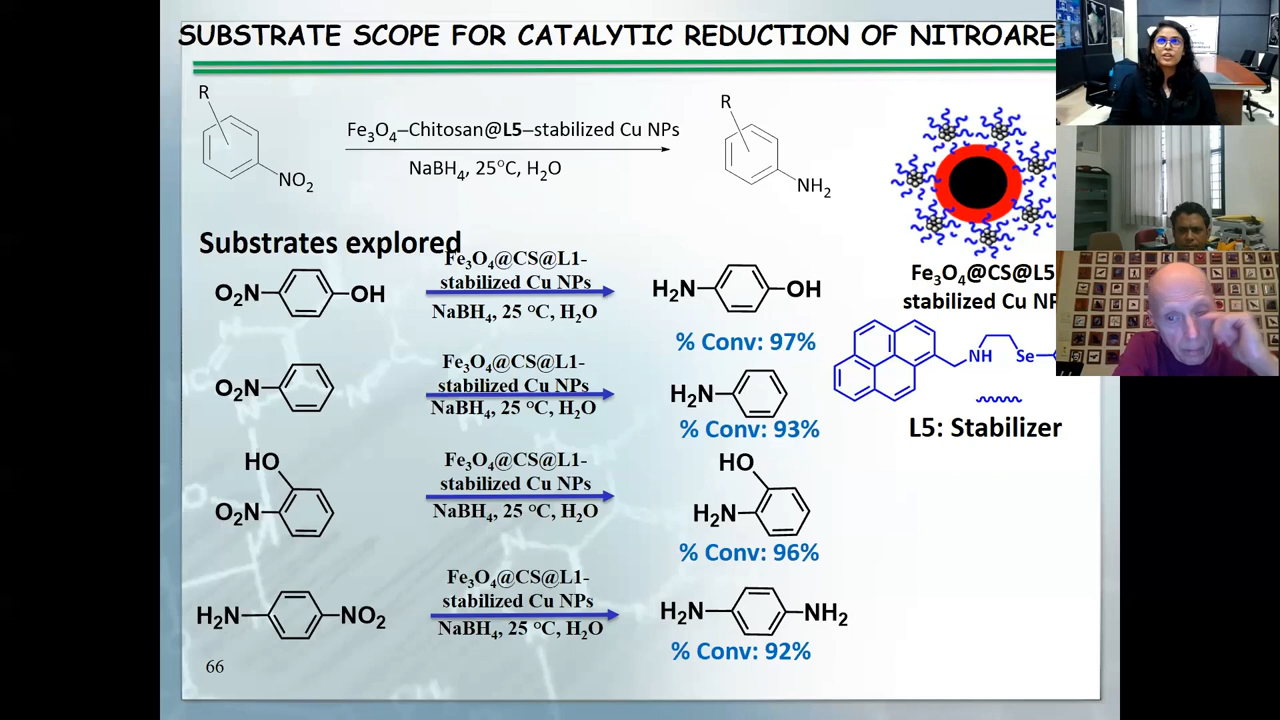 SUBSTRATE SCOPE FOR CATALYTIC REDUCTION OF NITROARE
R
NO₂
Fe₃O₄–Chitosan@L5–stabilized Cu NPs
NaBH₄, 25°C, H₂O
R
NH₂
Substrates explored
O₂N
OH
Fe₃O₄@CS@L1-
stabilized Cu NPs
NaBH₄, 25 °C, H₂O
H₂N
OH
% Conv: 97%
O₂N
Fe₃O₄@CS@L1-
stabilized Cu NPs
NaBH₄, 25 °C, H₂O
H₂N
% Conv: 93%
HO
O₂N
Fe₃O₄@CS@L1-
stabilized Cu NPs
NaBH₄, 25 °C, H₂O
HO
H₂N
% Conv: 96%
H₂N
NO₂
Fe₃O₄@CS@L1-
stabilized Cu NPs
NaBH₄, 25 °C, H₂O
H₂N
NH₂
% Conv: 92%
Fe₃O₄@CS@L5
stabilized Cu NP
NH
Se
L5: Stabilizer
66